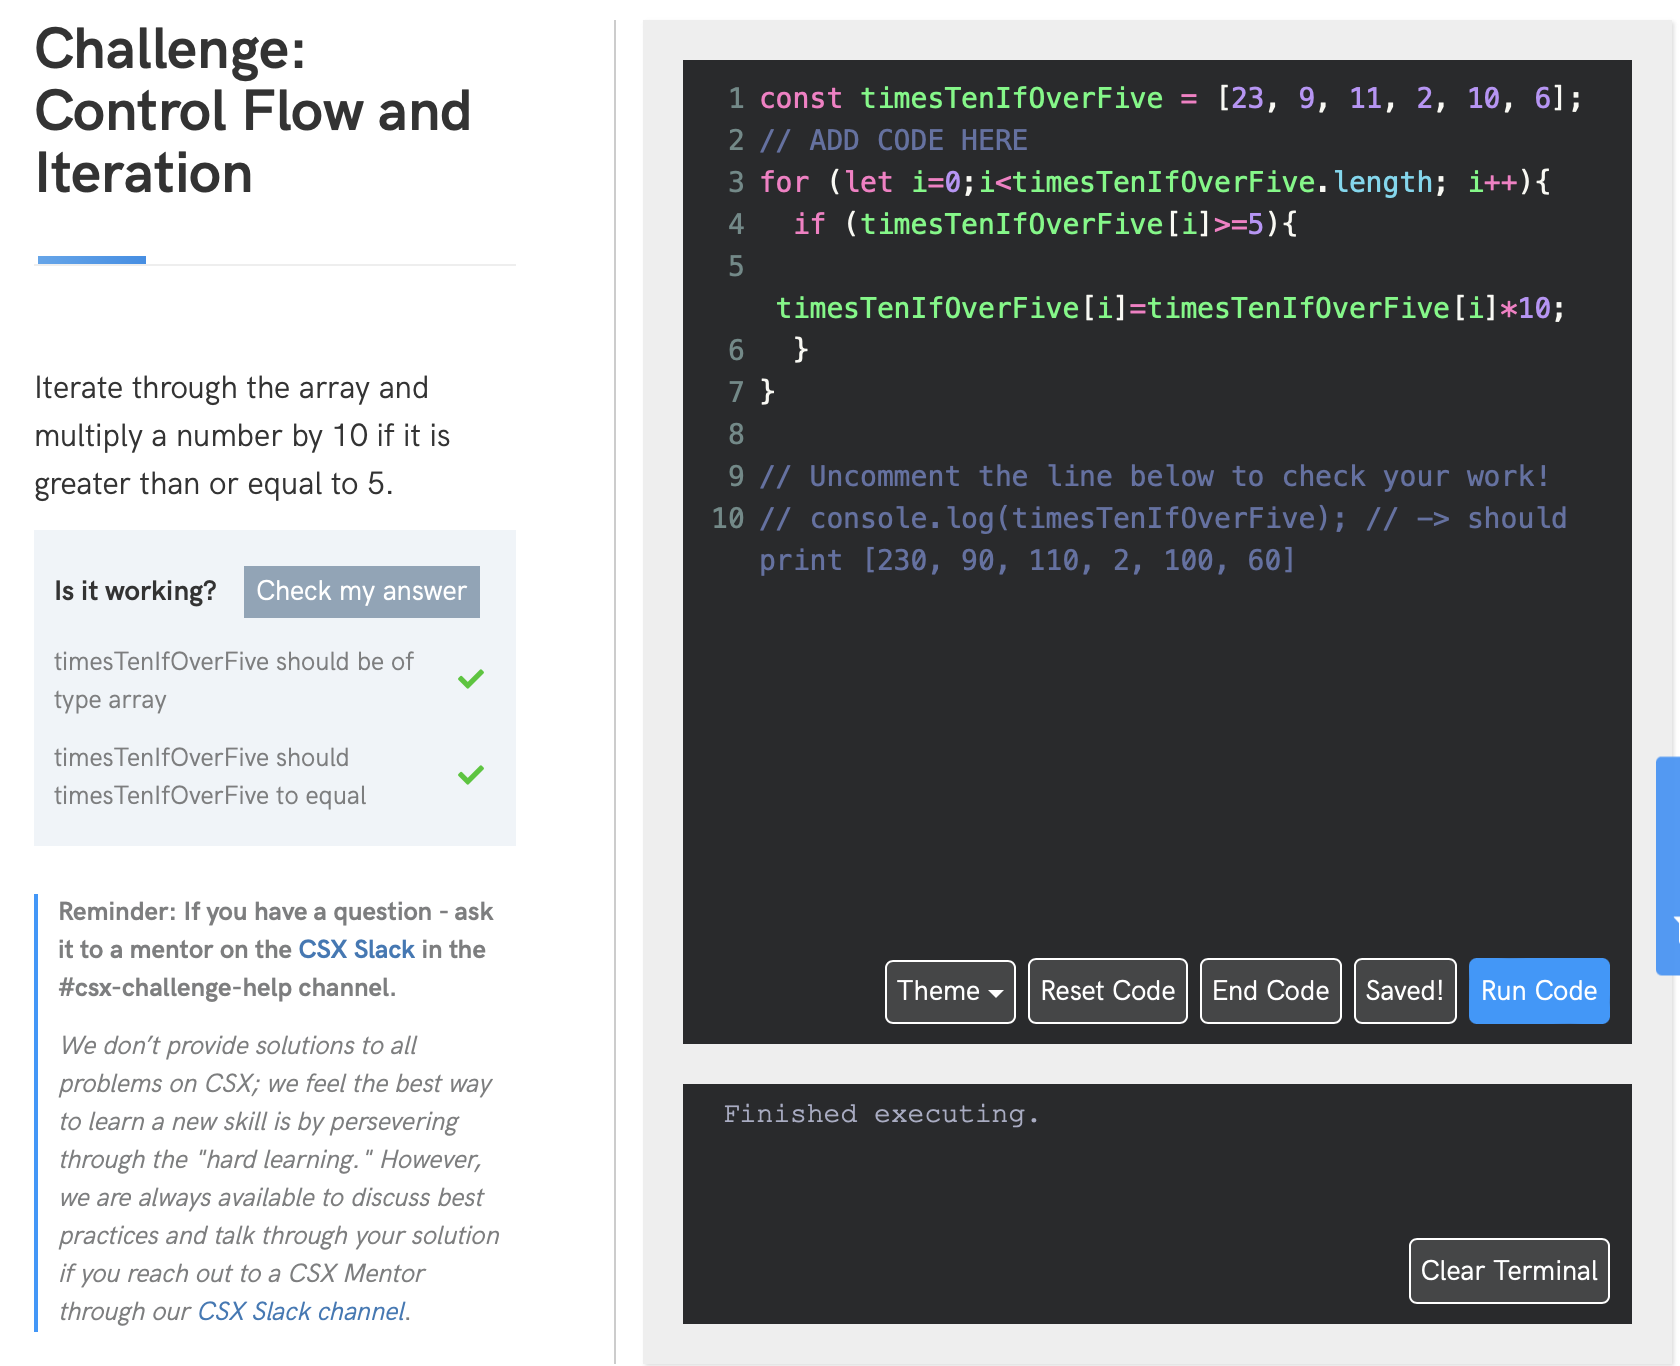 Challenge:
Control Flow and
Iteration
Iterate through the array and
multiply a number by 10 if it is
greater than or equal to 5.
Is it working? Check my answer
timesTenIfOverFive should be of
type array
timesTenIfOverFive should
timesTenIfOverFive to equal
Reminder: If you have a question - ask
it to a mentor on the CSX Slack in the
#csx-challenge-help channel.
We don’t provide solutions to all
problems on CSX; we feel the best way
to learn a new skill is by persevering
through the "hard learning." However,
we are always available to discuss best
practices and talk through your solution
if you reach out to a CSX Mentor
through our CSX Slack channel.
1 const timesTenIfOverFive = [23, 9, 11, 2, 10, 6];
2 // ADD CODE HERE
3 for (let i=0;i<timesTenIfOverFive.length; i++){
4   if (timesTenIfOverFive[i]>=5){
5
timesTenIfOverFive[i]=timesTenIfOverFive[i]*10;
6   }
7 }
8
9 // Uncomment the line below to check your work!
10 // console.log(timesTenIfOverFive); // -> should
print [230, 90, 110, 2, 100, 60]
Theme Reset Code End Code Saved! Run Code
Finished executing.
Clear Terminal